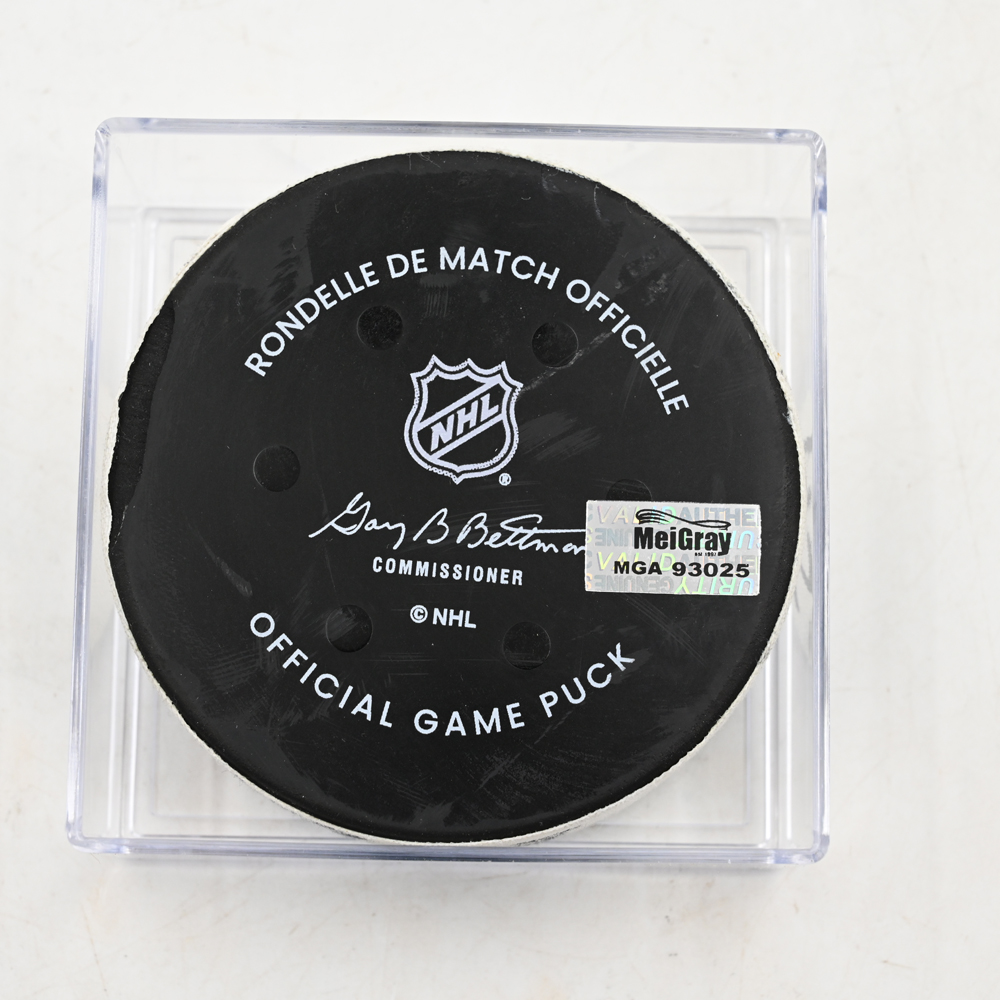 RONDELLE DE MATCH OFFICIELLE
NHL
®
Gary B Bettman
COMMISSIONER
© NHL
OFFICIAL GAME PUCK
MeiGray
MGA 93025